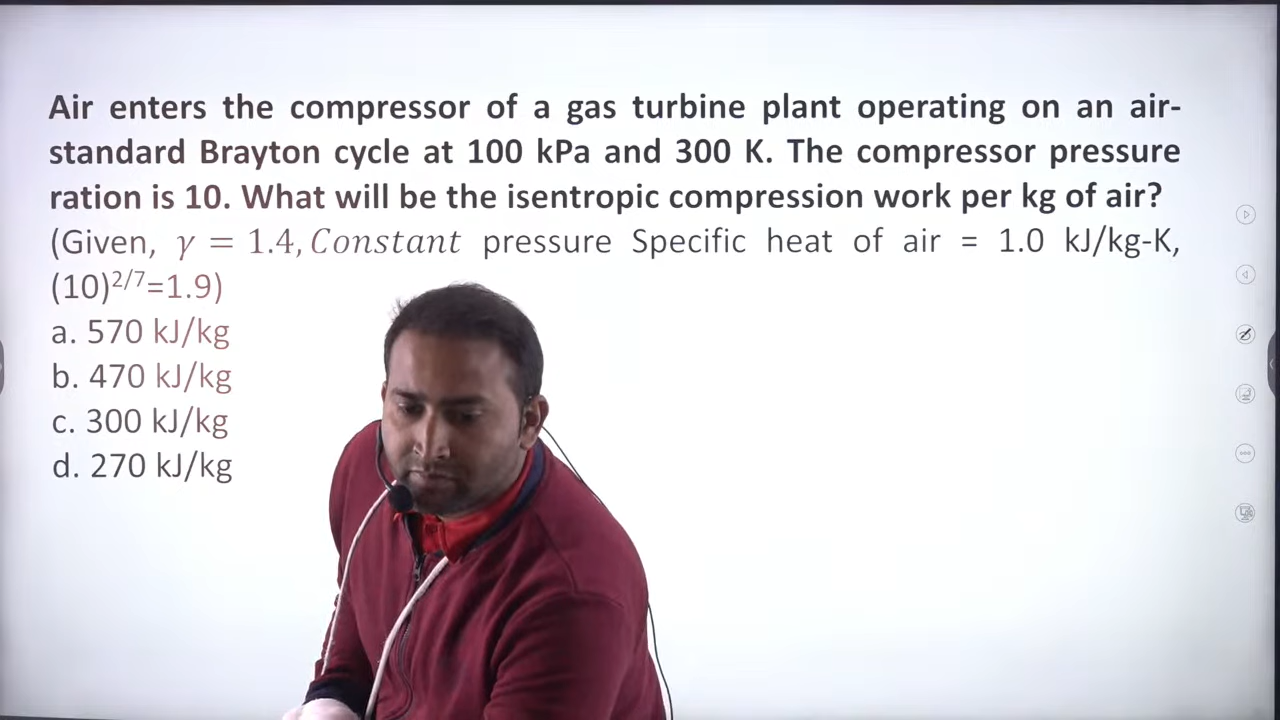 Air enters the compressor of a gas turbine plant operating on an air-
standard Brayton cycle at 100 kPa and 300 K. The compressor pressure
ration is 10. What will be the isentropic compression work per kg of air?
(Given, γ = 1.4, Constant pressure Specific heat of air = 1.0 kJ/kg-K,
(10)^{2/7}=1.9)
a. 570 kJ/kg
b. 470 kJ/kg
c. 300 kJ/kg
d. 270 kJ/kg